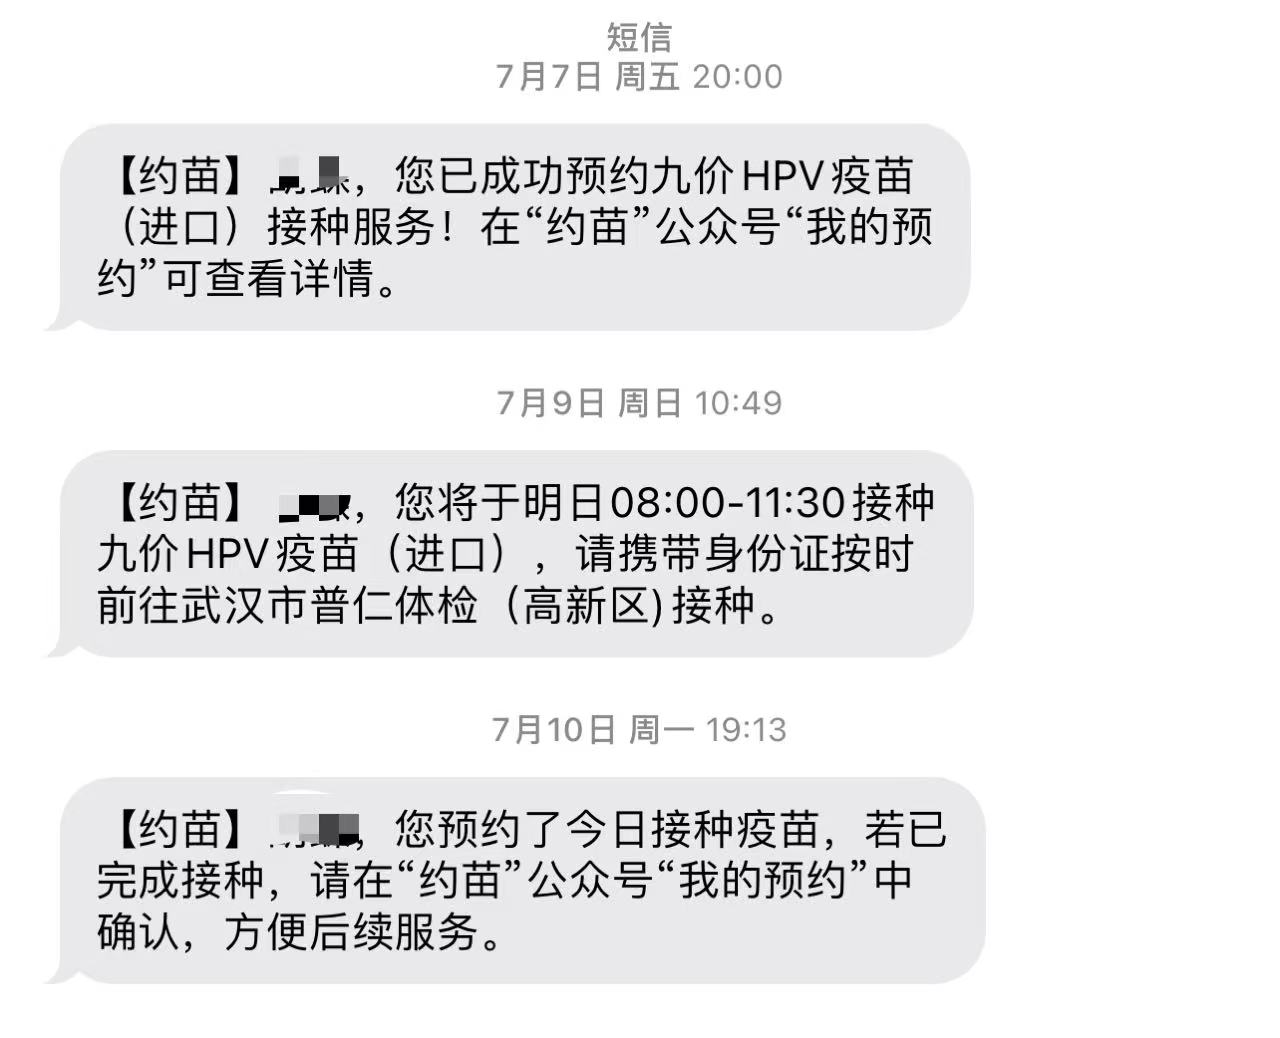 短信
7月7日 周五 20:00
【约苗】 ，您已成功预约九价HPV疫苗
（进口）接种服务！在“约苗”公众号“我的预
约”可查看详情。
7月9日 周日 10:49
【约苗】 ，您将于明日08:00-11:30接种
九价HPV疫苗（进口），请携带身份证按时
前往武汉市普仁体检（高新区)接种。
7月10日 周一 19:13
【约苗】 ，您预约了今日接种疫苗，若已
完成接种，请在“约苗”公众号“我的预约”中
确认，方便后续服务。